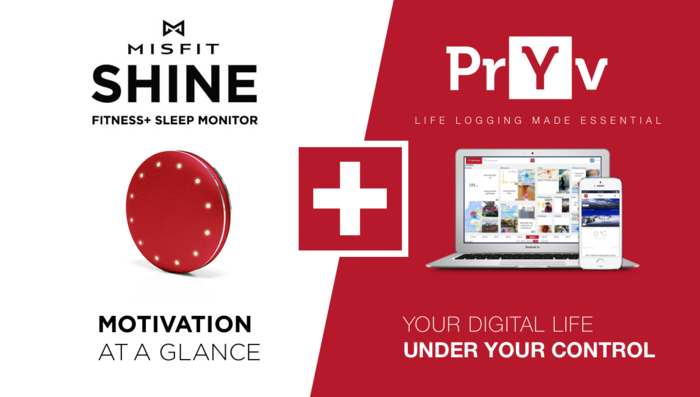 MISFIT
SHINE
FITNESS+ SLEEP MONITOR
MOTIVATION
AT A GLANCE
PrYv
LIFE LOGGING MADE ESSENTIAL
YOUR DIGITAL LIFE
UNDER YOUR CONTROL